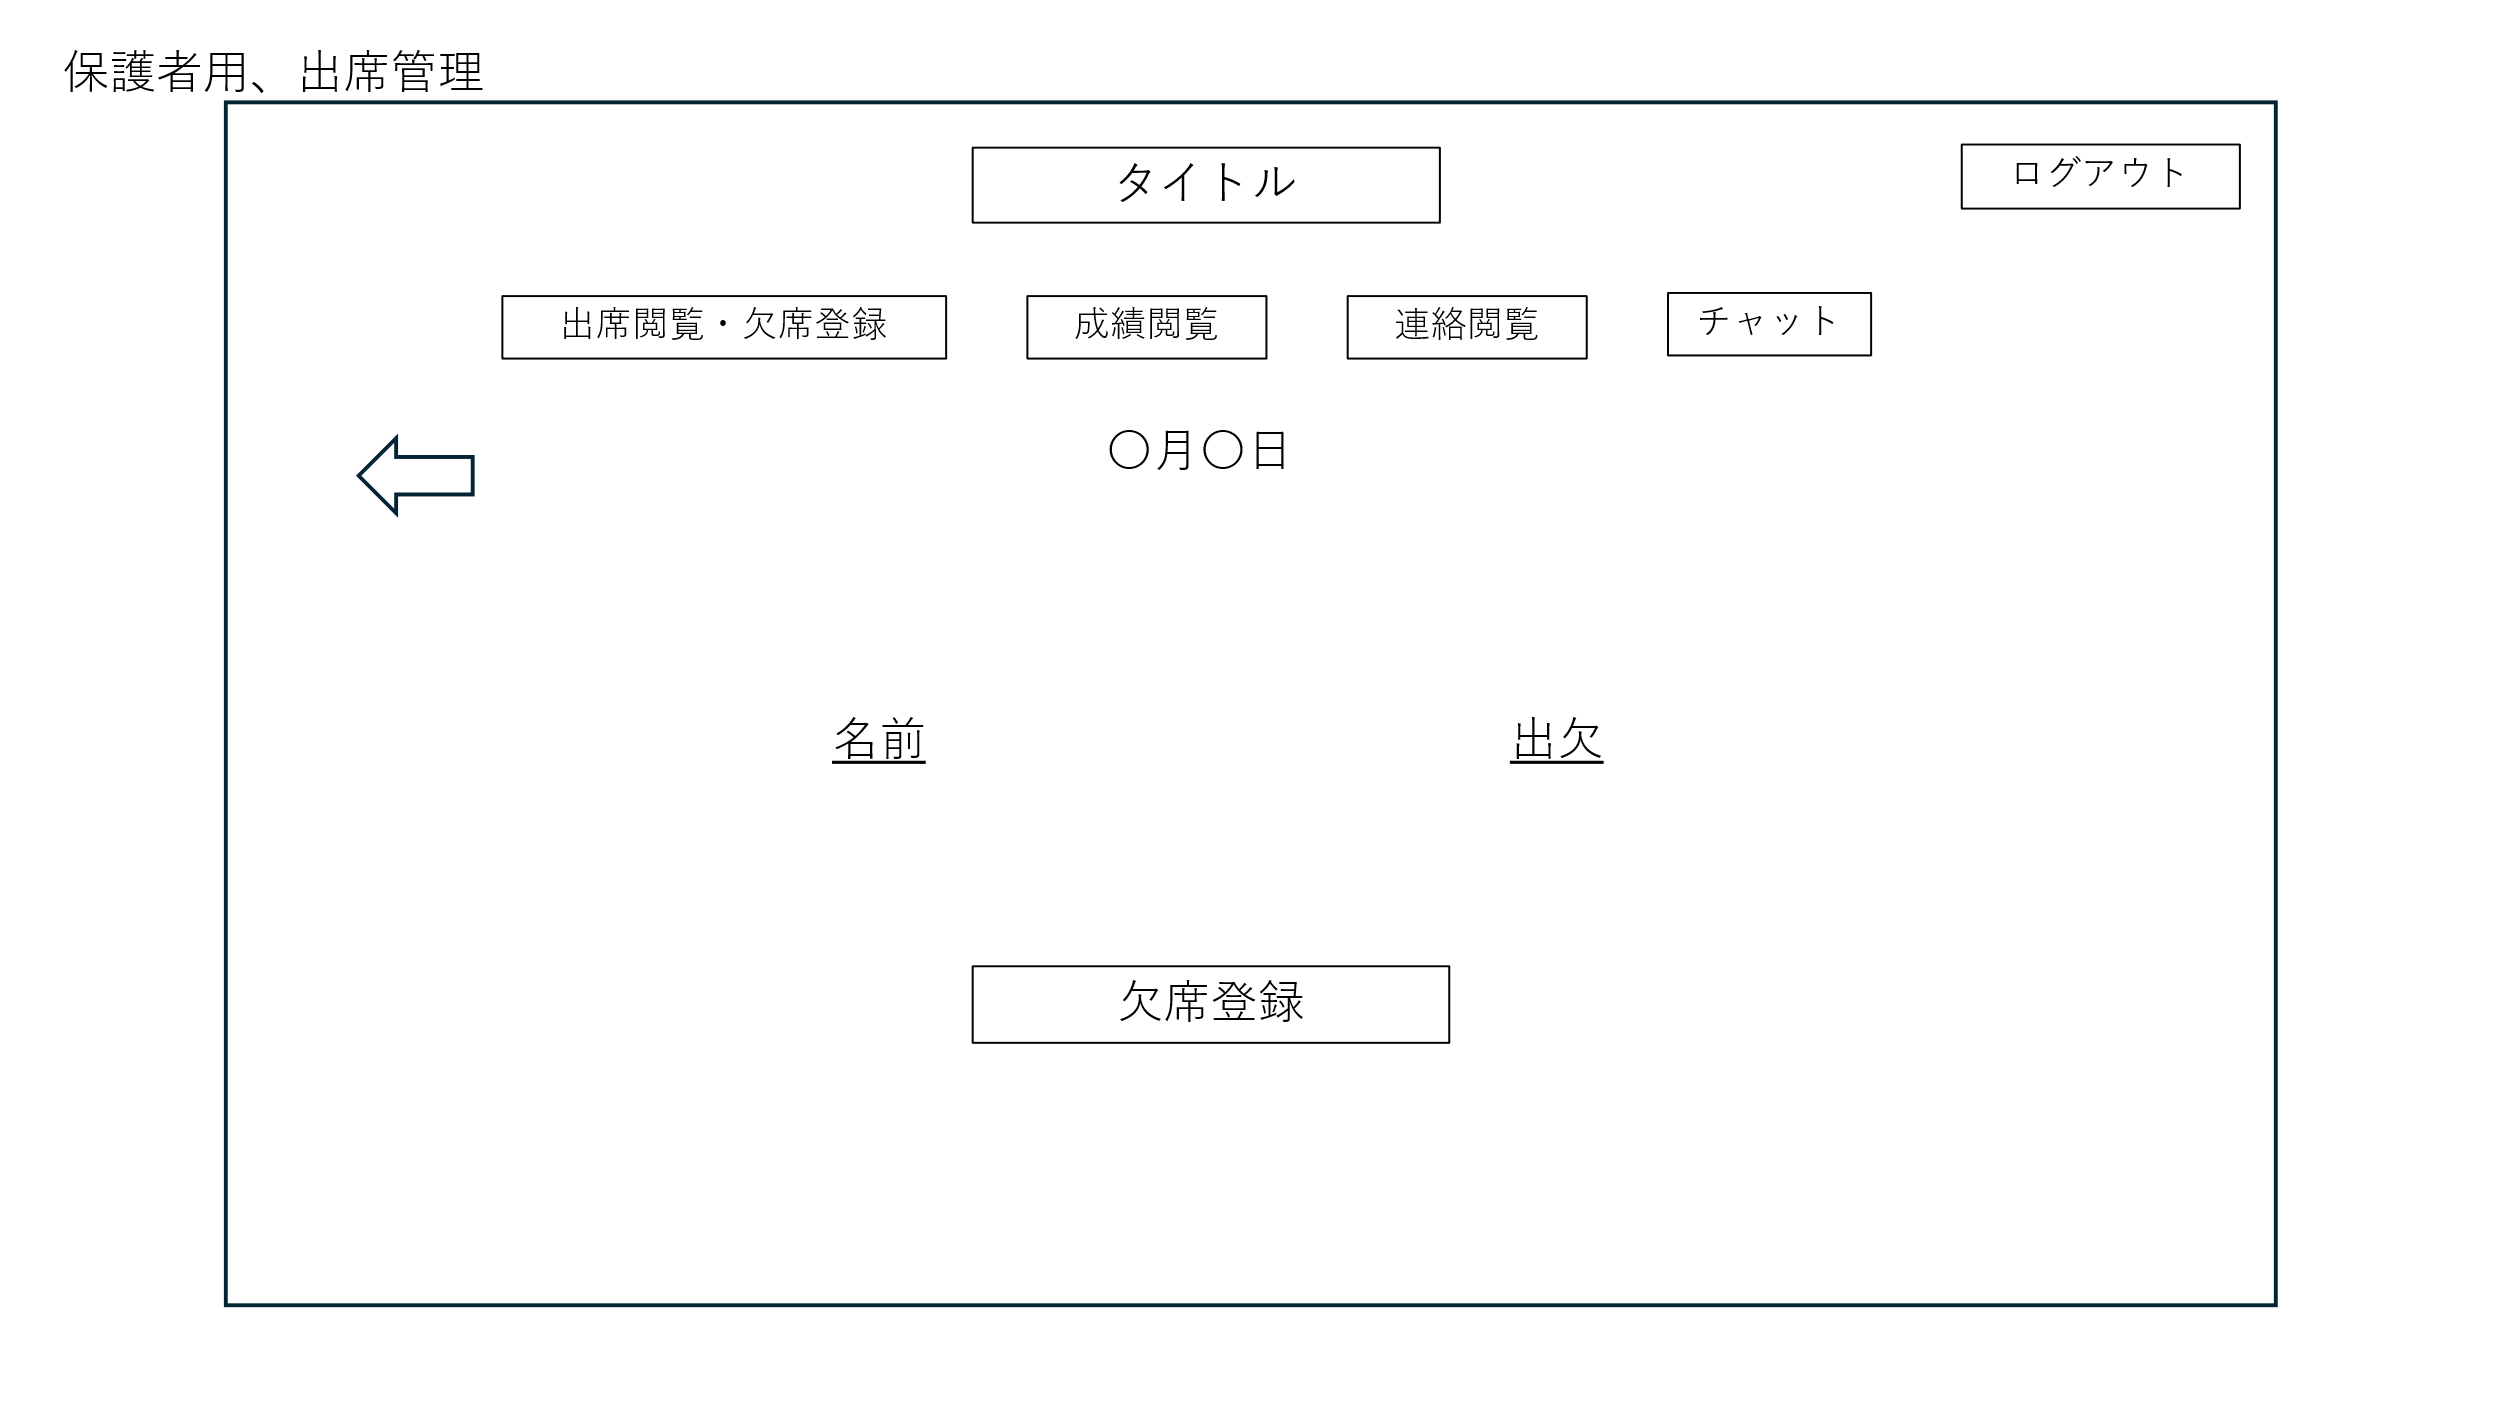 保護者用、出席管理
タイトル
ログアウト
出席閲覧・欠席登録
成績閲覧
連絡閲覧
チャット
〇月〇日
名前
出欠
欠席登録